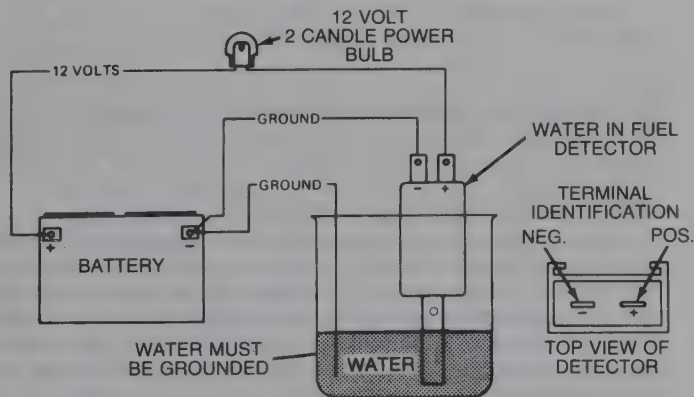 12 VOLT
2 CANDLE POWER
BULB
12 VOLTS
GROUND
WATER IN FUEL
DETECTOR
GROUND
TERMINAL
IDENTIFICATION
NEG.
POS.
- +
+ -
BATTERY
- +
WATER MUST
BE GROUNDED
WATER
TOP VIEW OF
DETECTOR